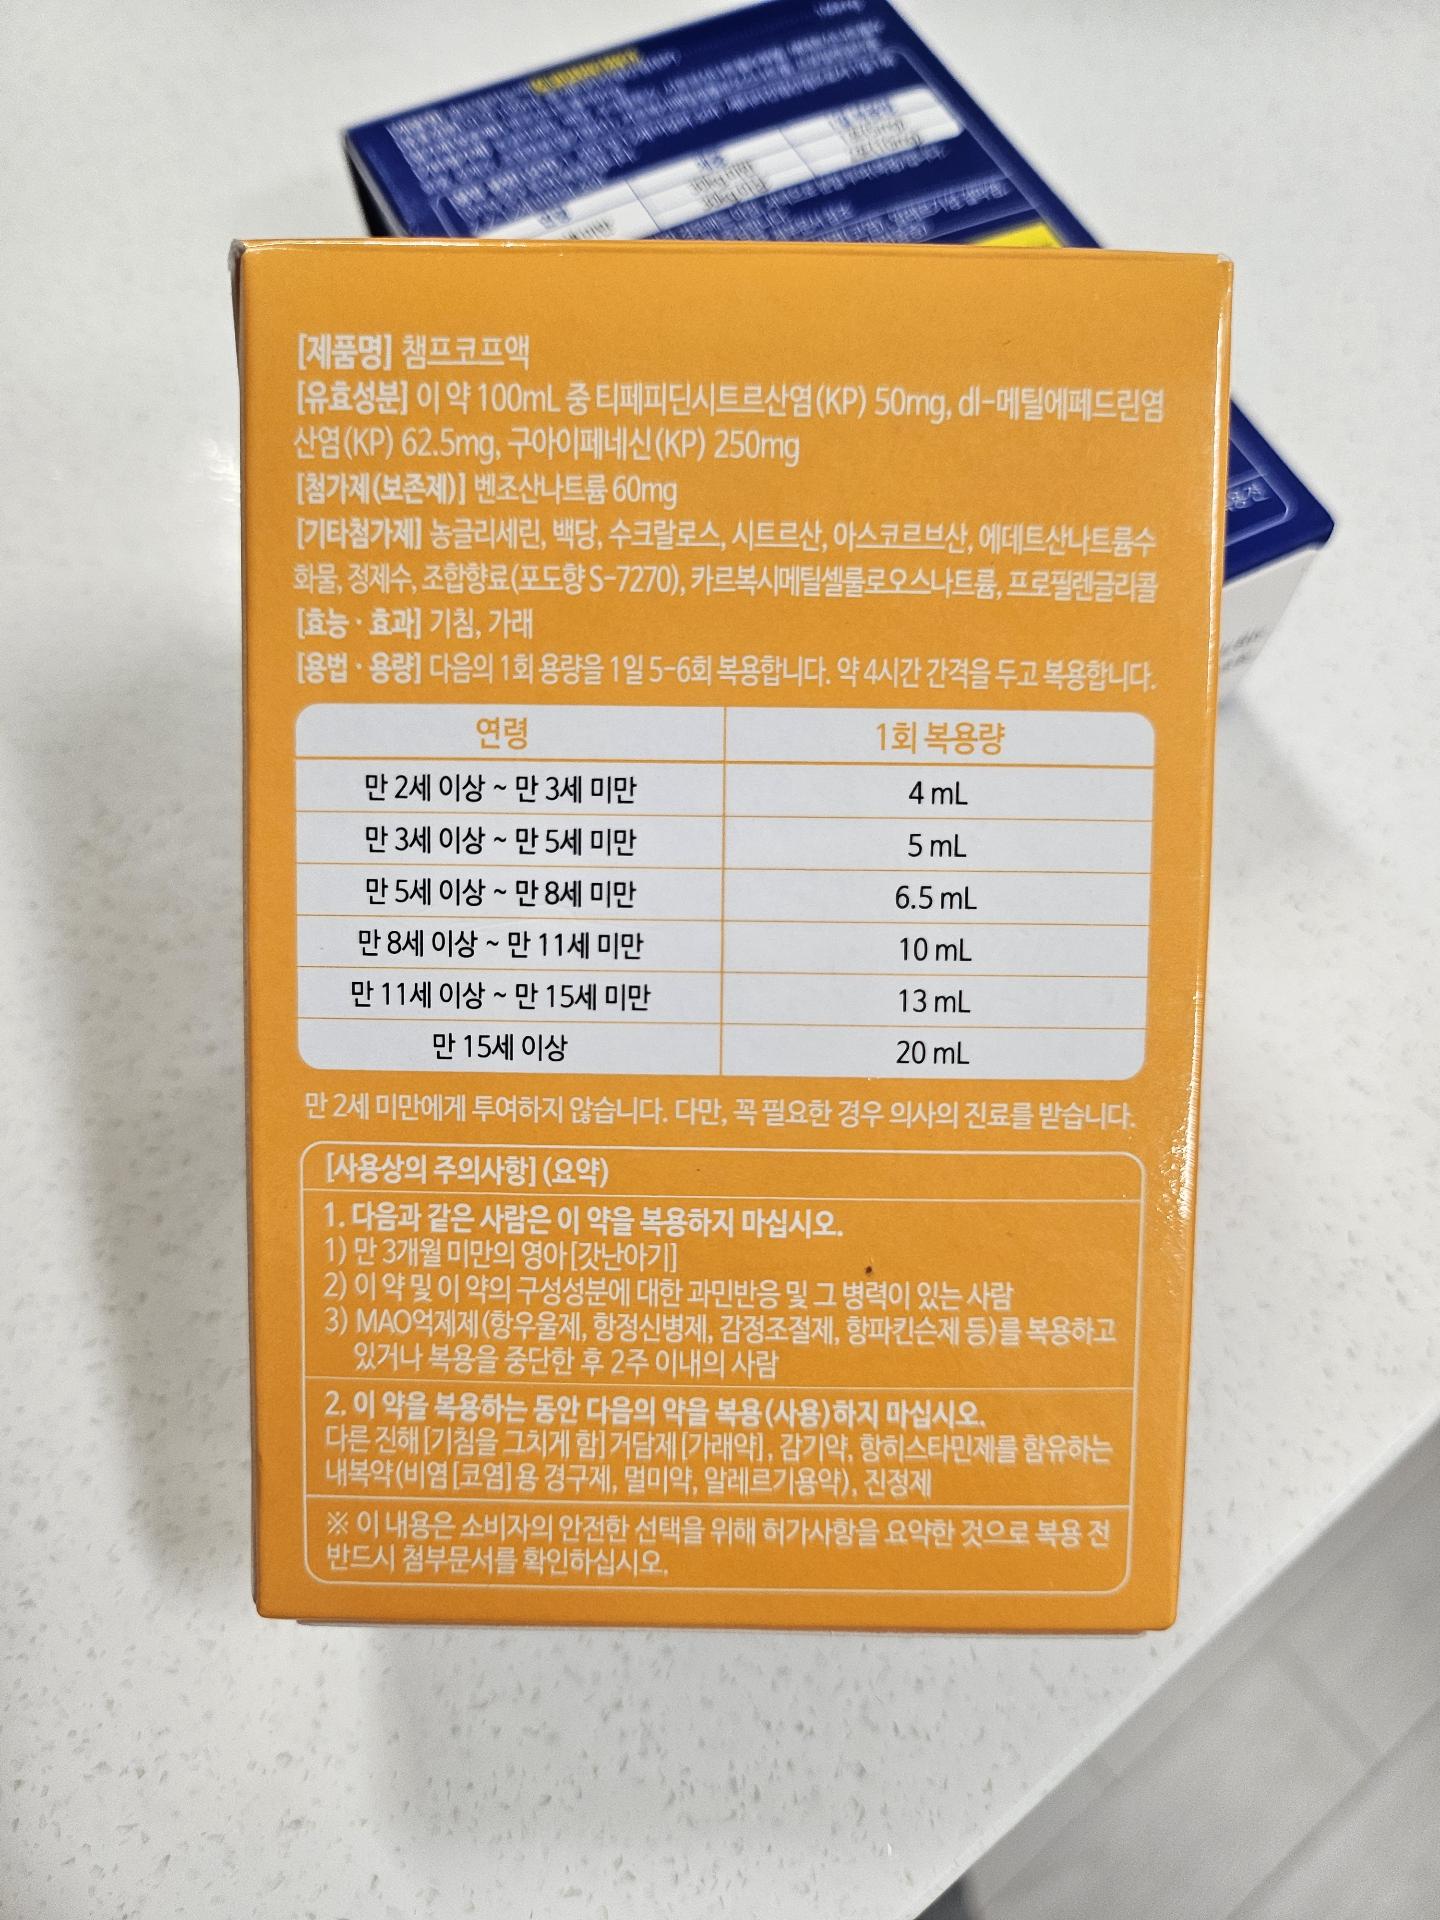 [제품명] 챔프코프액
[유효성분] 이 약 100mL 중 티페피딘시트르산염(KP) 50mg, dl-메틸에페드린염
산염(KP) 62.5mg, 구아이페네신(KP) 250mg
[첨가제(보존제)] 벤조산나트륨 60mg
[기타첨가제] 농글리세린, 백당, 수크랄로스, 시트르산, 아스코르브산, 에데트산나트륨수
화물, 정제수, 조합향료(포도향 S-7270), 카르복시메틸셀룰로오스나트륨, 프로필렌글리콜
[효능·효과] 기침, 가래
[용법·용량] 다음의 1회 용량을 1일 5-6회 복용합니다. 약 4시간 간격을 두고 복용합니다.
연령 1회 복용량
만 2세 이상 ~ 만 3세 미만 4 mL
만 3세 이상 ~ 만 5세 미만 5 mL
만 5세 이상 ~ 만 8세 미만 6.5 mL
만 8세 이상 ~ 만 11세 미만 10 mL
만 11세 이상 ~ 만 15세 미만 13 mL
만 15세 이상 20 mL
만 2세 미만에게 투여하지 않습니다. 다만, 꼭 필요한 경우 의사의 진료를 받습니다.
[사용상의 주의사항] (요약)
1. 다음과 같은 사람은 이 약을 복용하지 마십시오.
1) 만 3개월 미만의 영아[갓난아기]
2) 이 약 및 이 약의 구성성분에 대한 과민반응 및 그 병력이 있는 사람
3) MAO억제제(항우울제, 항정신병제, 감정조절제, 항파킨슨제 등)를 복용하고
있거나 복용을 중단한 후 2주 이내의 사람
2. 이 약을 복용하는 동안 다음의 약을 복용(사용)하지 마십시오.
다른 진해[기침을 그치게 함] 거담제[가래약], 감기약, 항히스타민제를 함유하는
내복약(비염[코염]용 경구제, 멀미약, 알레르기용약), 진정제
※ 이 내용은 소비자의 안전한 선택을 위해 허가사항을 요약한 것으로 복용 전
반드시 첨부문서를 확인하십시오.